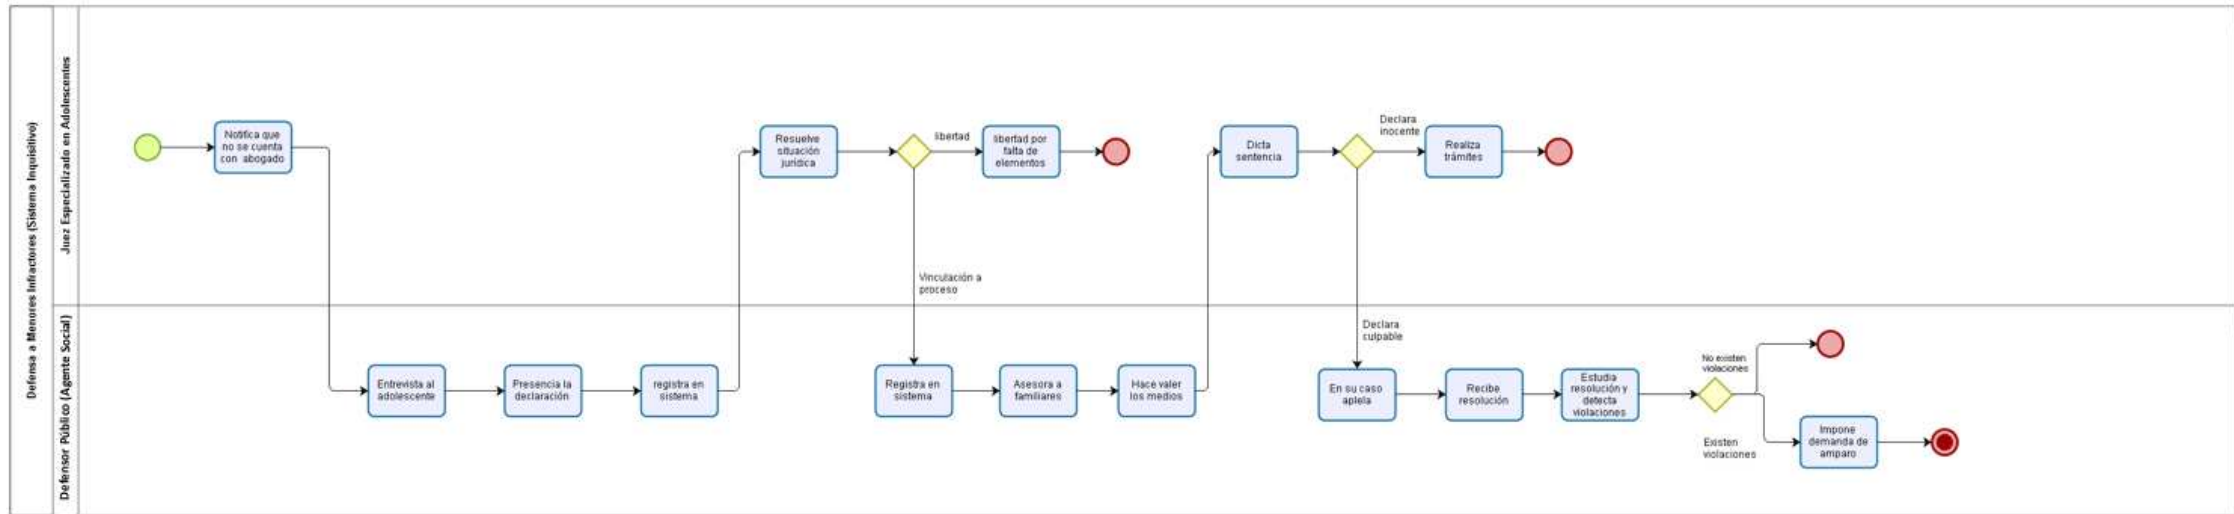 Defensa a Menores Infractores (Sistema Inquisitivo)
Juez Especializado en Adolescentes
Notifica que
no se cuenta
con abogado
Resuelve
situación
jurídica
libertad
libertad por
falta de
elementos
Vinculación a
proceso
Dicta
sentencia
Declara
inocente
Realiza
trámites
Defensor Público (Agente Social)
Entrevista al
adolescente
Presencia la
declaración
registra en
sistema
Registra en
sistema
Asesora a
familiares
Hace valer
los medios
Declara
culpable
En su caso
aplela
Recibe
resolución
Estudia
resolución y
detecta
violaciones
No existen
violaciones
Existen
violaciones
Impone
demanda de
amparo